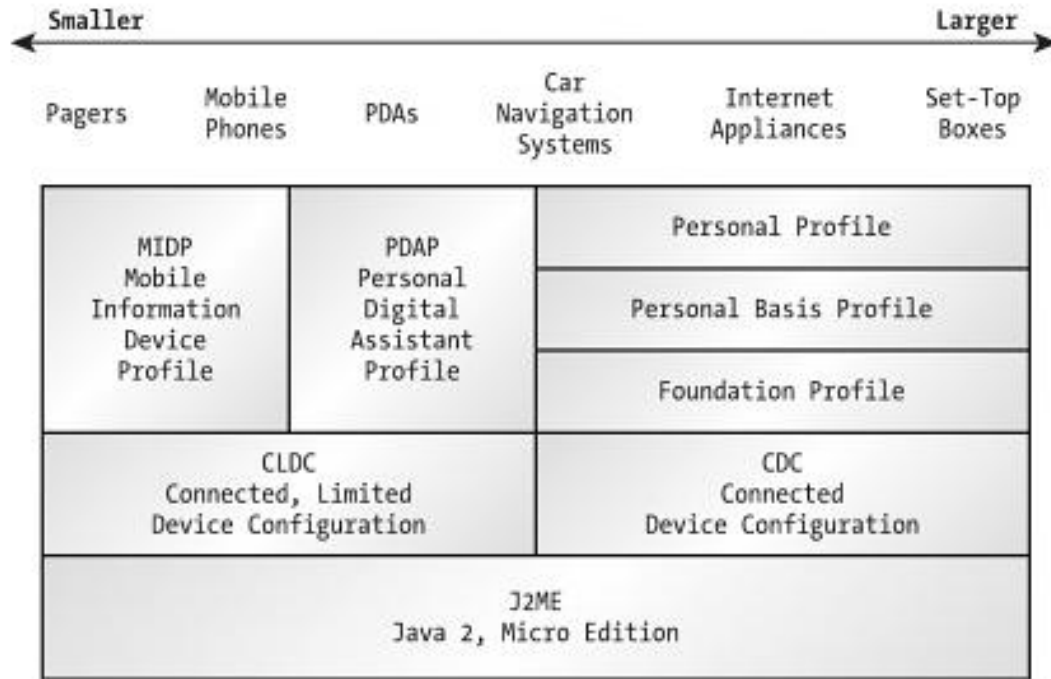 Smaller
Larger
Pagers
Mobile
Phones
PDAs
Car
Navigation
Systems
Internet
Appliances
Set-Top
Boxes
MIDP
Mobile
Information
Device
Profile
PDAP
Personal
Digital
Assistant
Profile
Personal Profile
Personal Basis Profile
Foundation Profile
CLDC
Connected, Limited
Device Configuration
CDC
Connected
Device Configuration
J2ME
Java 2, Micro Edition